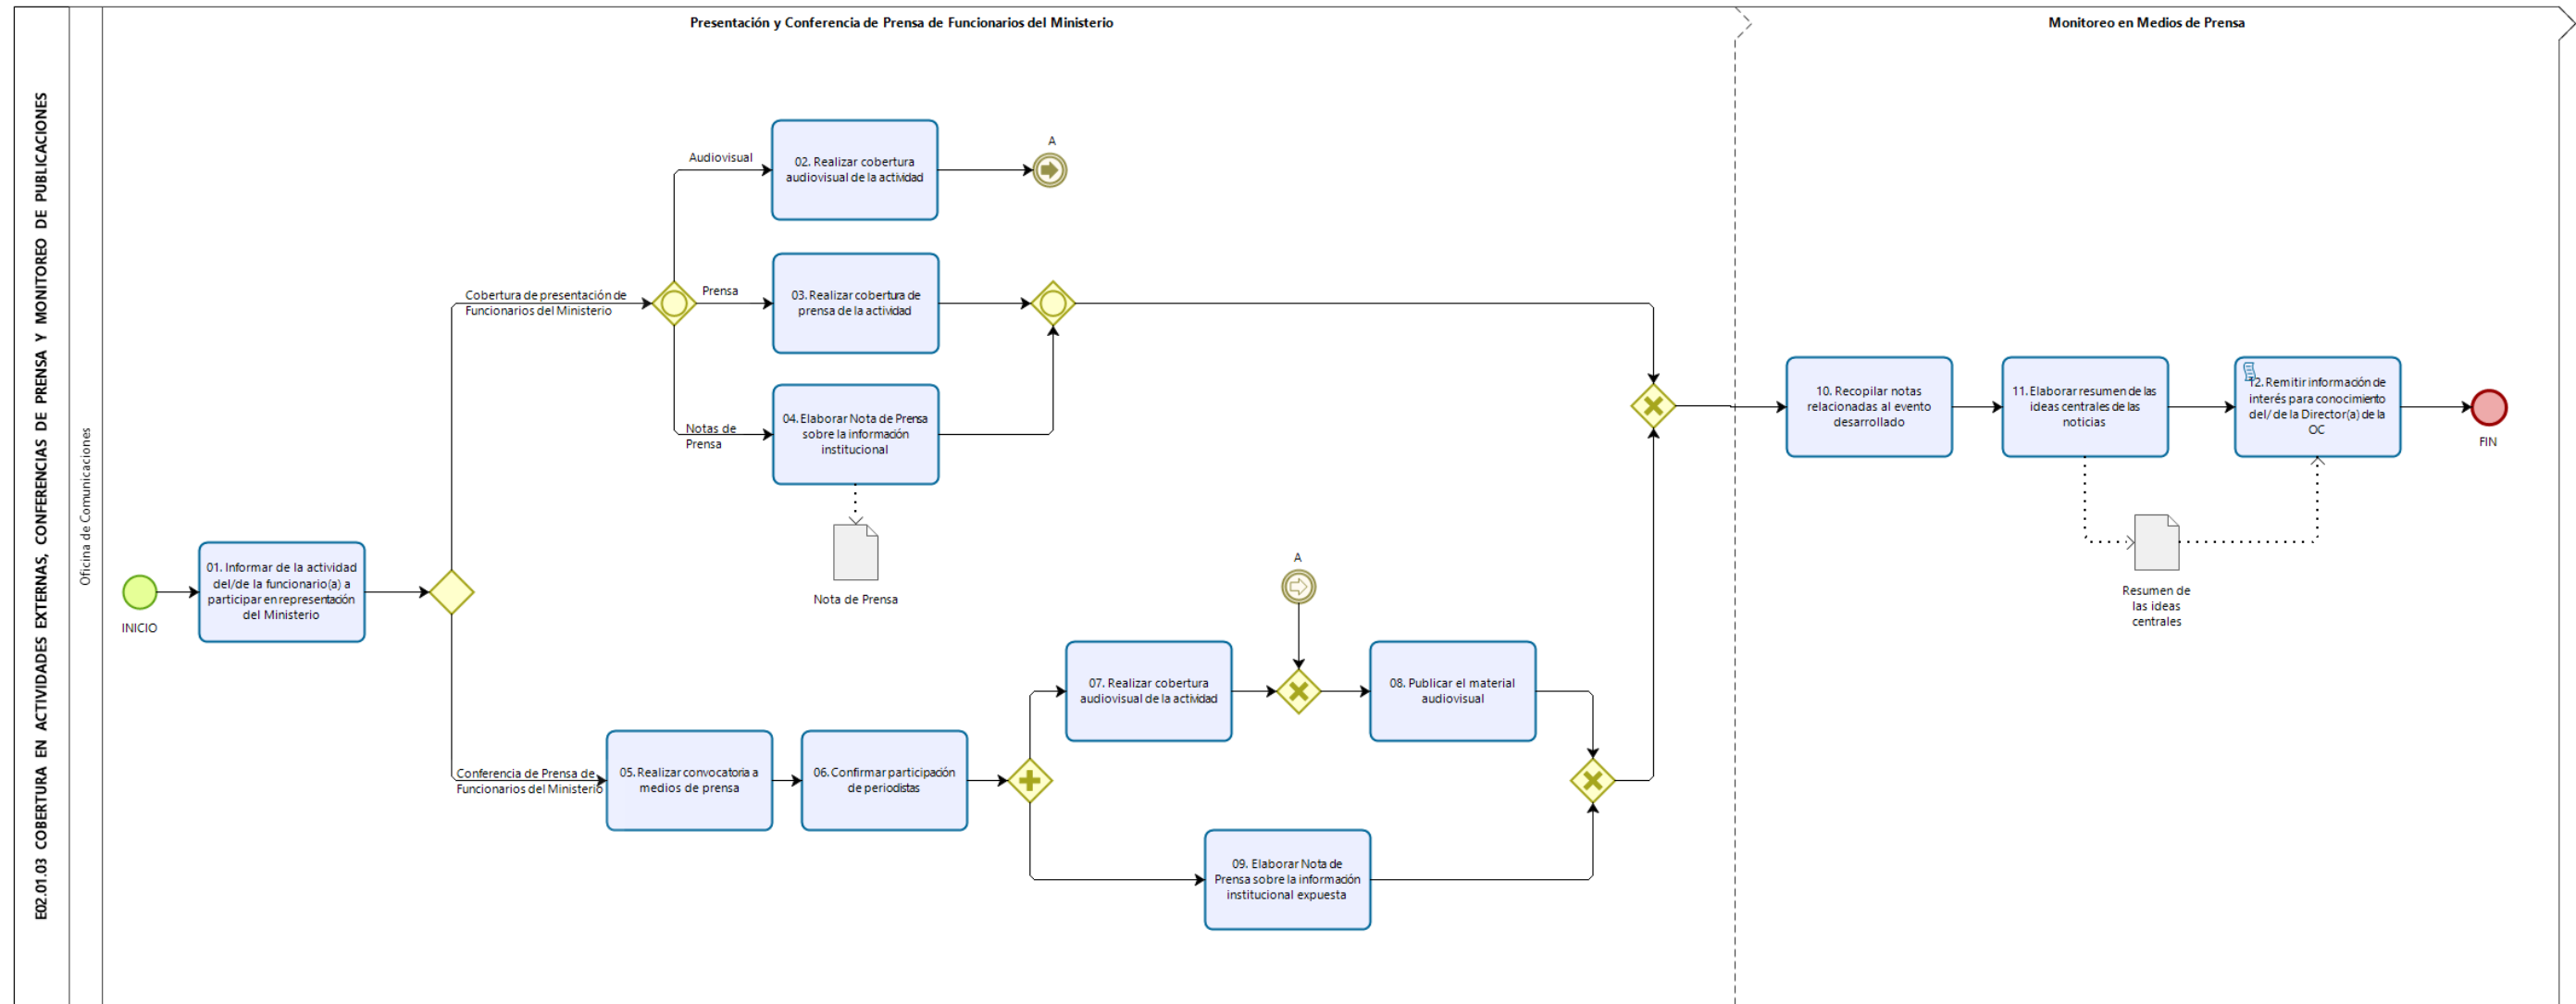 E02.01.03 COBERTURA EN ACTIVIDADES EXTERNAS, CONFERENCIAS DE PRENSA Y MONITOREO DE PUBLICACIONES
Oficina de Comunicaciones
Presentación y Conferencia de Prensa de Funcionarios del Ministerio
Monitoreo en Medios de Prensa
INICIO
01. Informar de la actividad
del/de la funcionario(a) a
participar en representación
del Ministerio
Cobertura de presentación de
Funcionarios del Ministerio
Audiovisual
02. Realizar cobertura
audiovisual de la actividad
A
Prensa
03. Realizar cobertura de
prensa de la actividad
Notas de
Prensa
04. Elaborar Nota de Prensa
sobre la información
institucional
Nota de Prensa
Conferencia de Prensa de
Funcionarios del Ministerio
05. Realizar convocatoria a
medios de prensa
06. Confirmar participación
de periodistas
07. Realizar cobertura
audiovisual de la actividad
A
08. Publicar el material
audiovisual
09. Elaborar Nota de
Prensa sobre la información
institucional expuesta
10. Recopilar notas
relacionadas al evento
desarrollado
11. Elaborar resumen de las
ideas centrales de las
noticias
Resumen de
las ideas
centrales
12. Remitir información de
interés para conocimiento
del/ de la Director(a) de la
OC
FIN